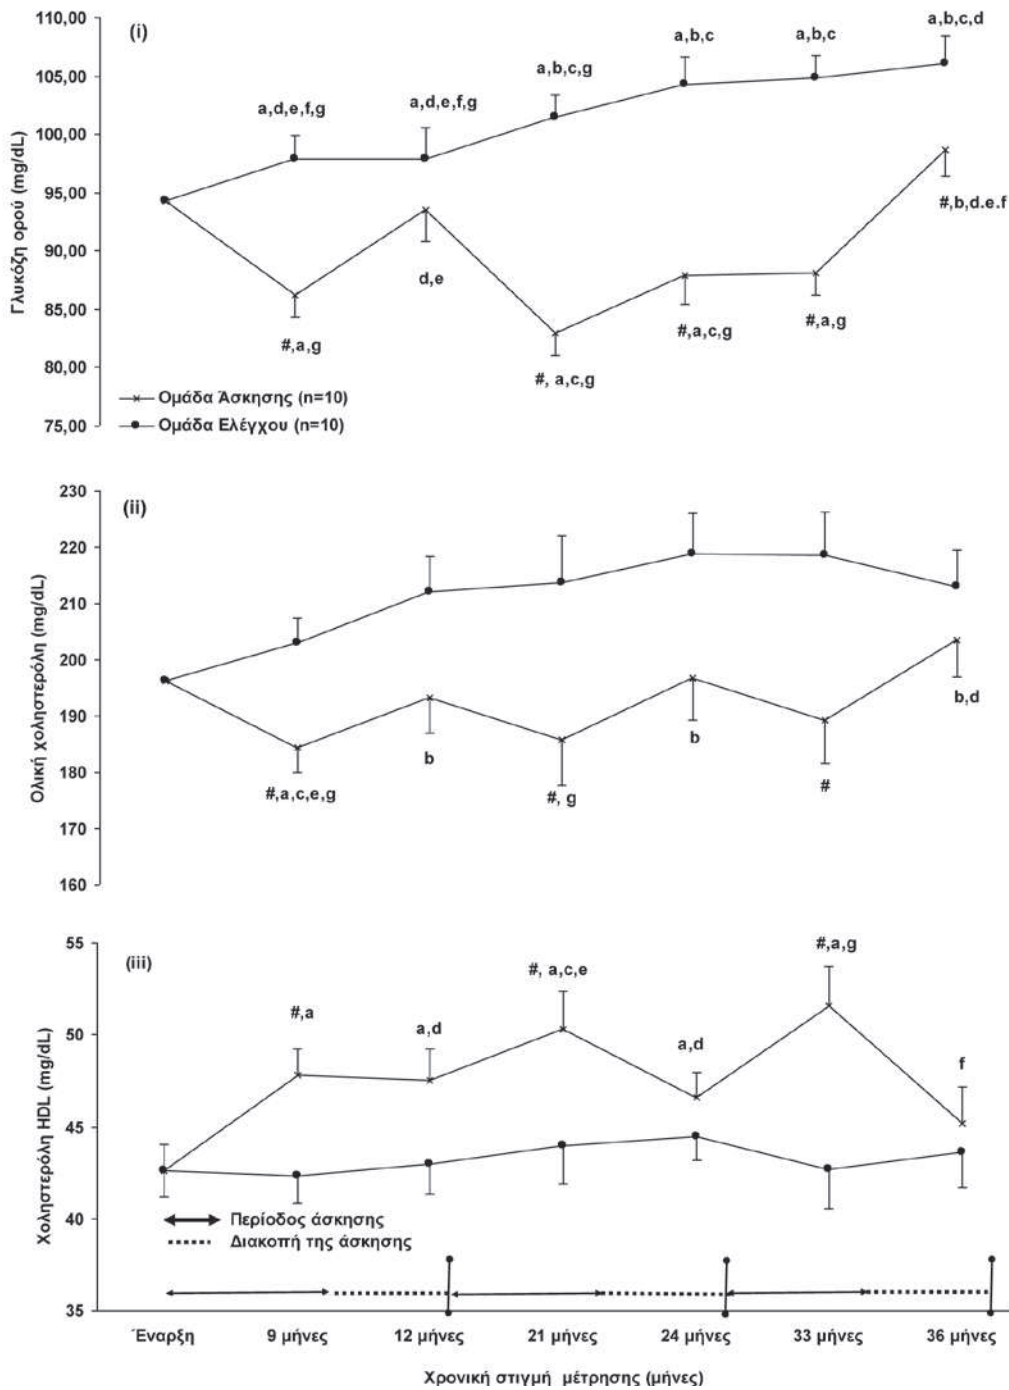 (i)
Γλυκόζη ορού (mg/dL)
110,00
105,00
100,00
95,00
90,00
85,00
80,00
75,00
a,d,e,f,g
a,d,e,f,g
a,b,c,g
a,b,c
a,b,c
a,b,c,d
#,a,g
d,e
#, a,c,g
#,a,c,g
#,a,g
#,b,d.e.f
Ομάδα Άσκησης (n=10)
Ομάδα Ελέγχου (n=10)
(ii)
Ολική χοληστερόλη (mg/dL)
230
220
210
200
190
180
170
160
#,a,c,e,g
b
#, g
b
#
b,d
(iii)
Χοληστερόλη HDL (mg/dL)
55
50
45
40
35
#,a
a,d
#, a,c,e
a,d
#,a,g
f
Περίοδος άσκησης
Διακοπή της άσκησης
Έναρξη
9 μήνες
12 μήνες
21 μήνες
24 μήνες
33 μήνες
36 μήνες
Χρονική στιγμή μέτρησης (μήνες)